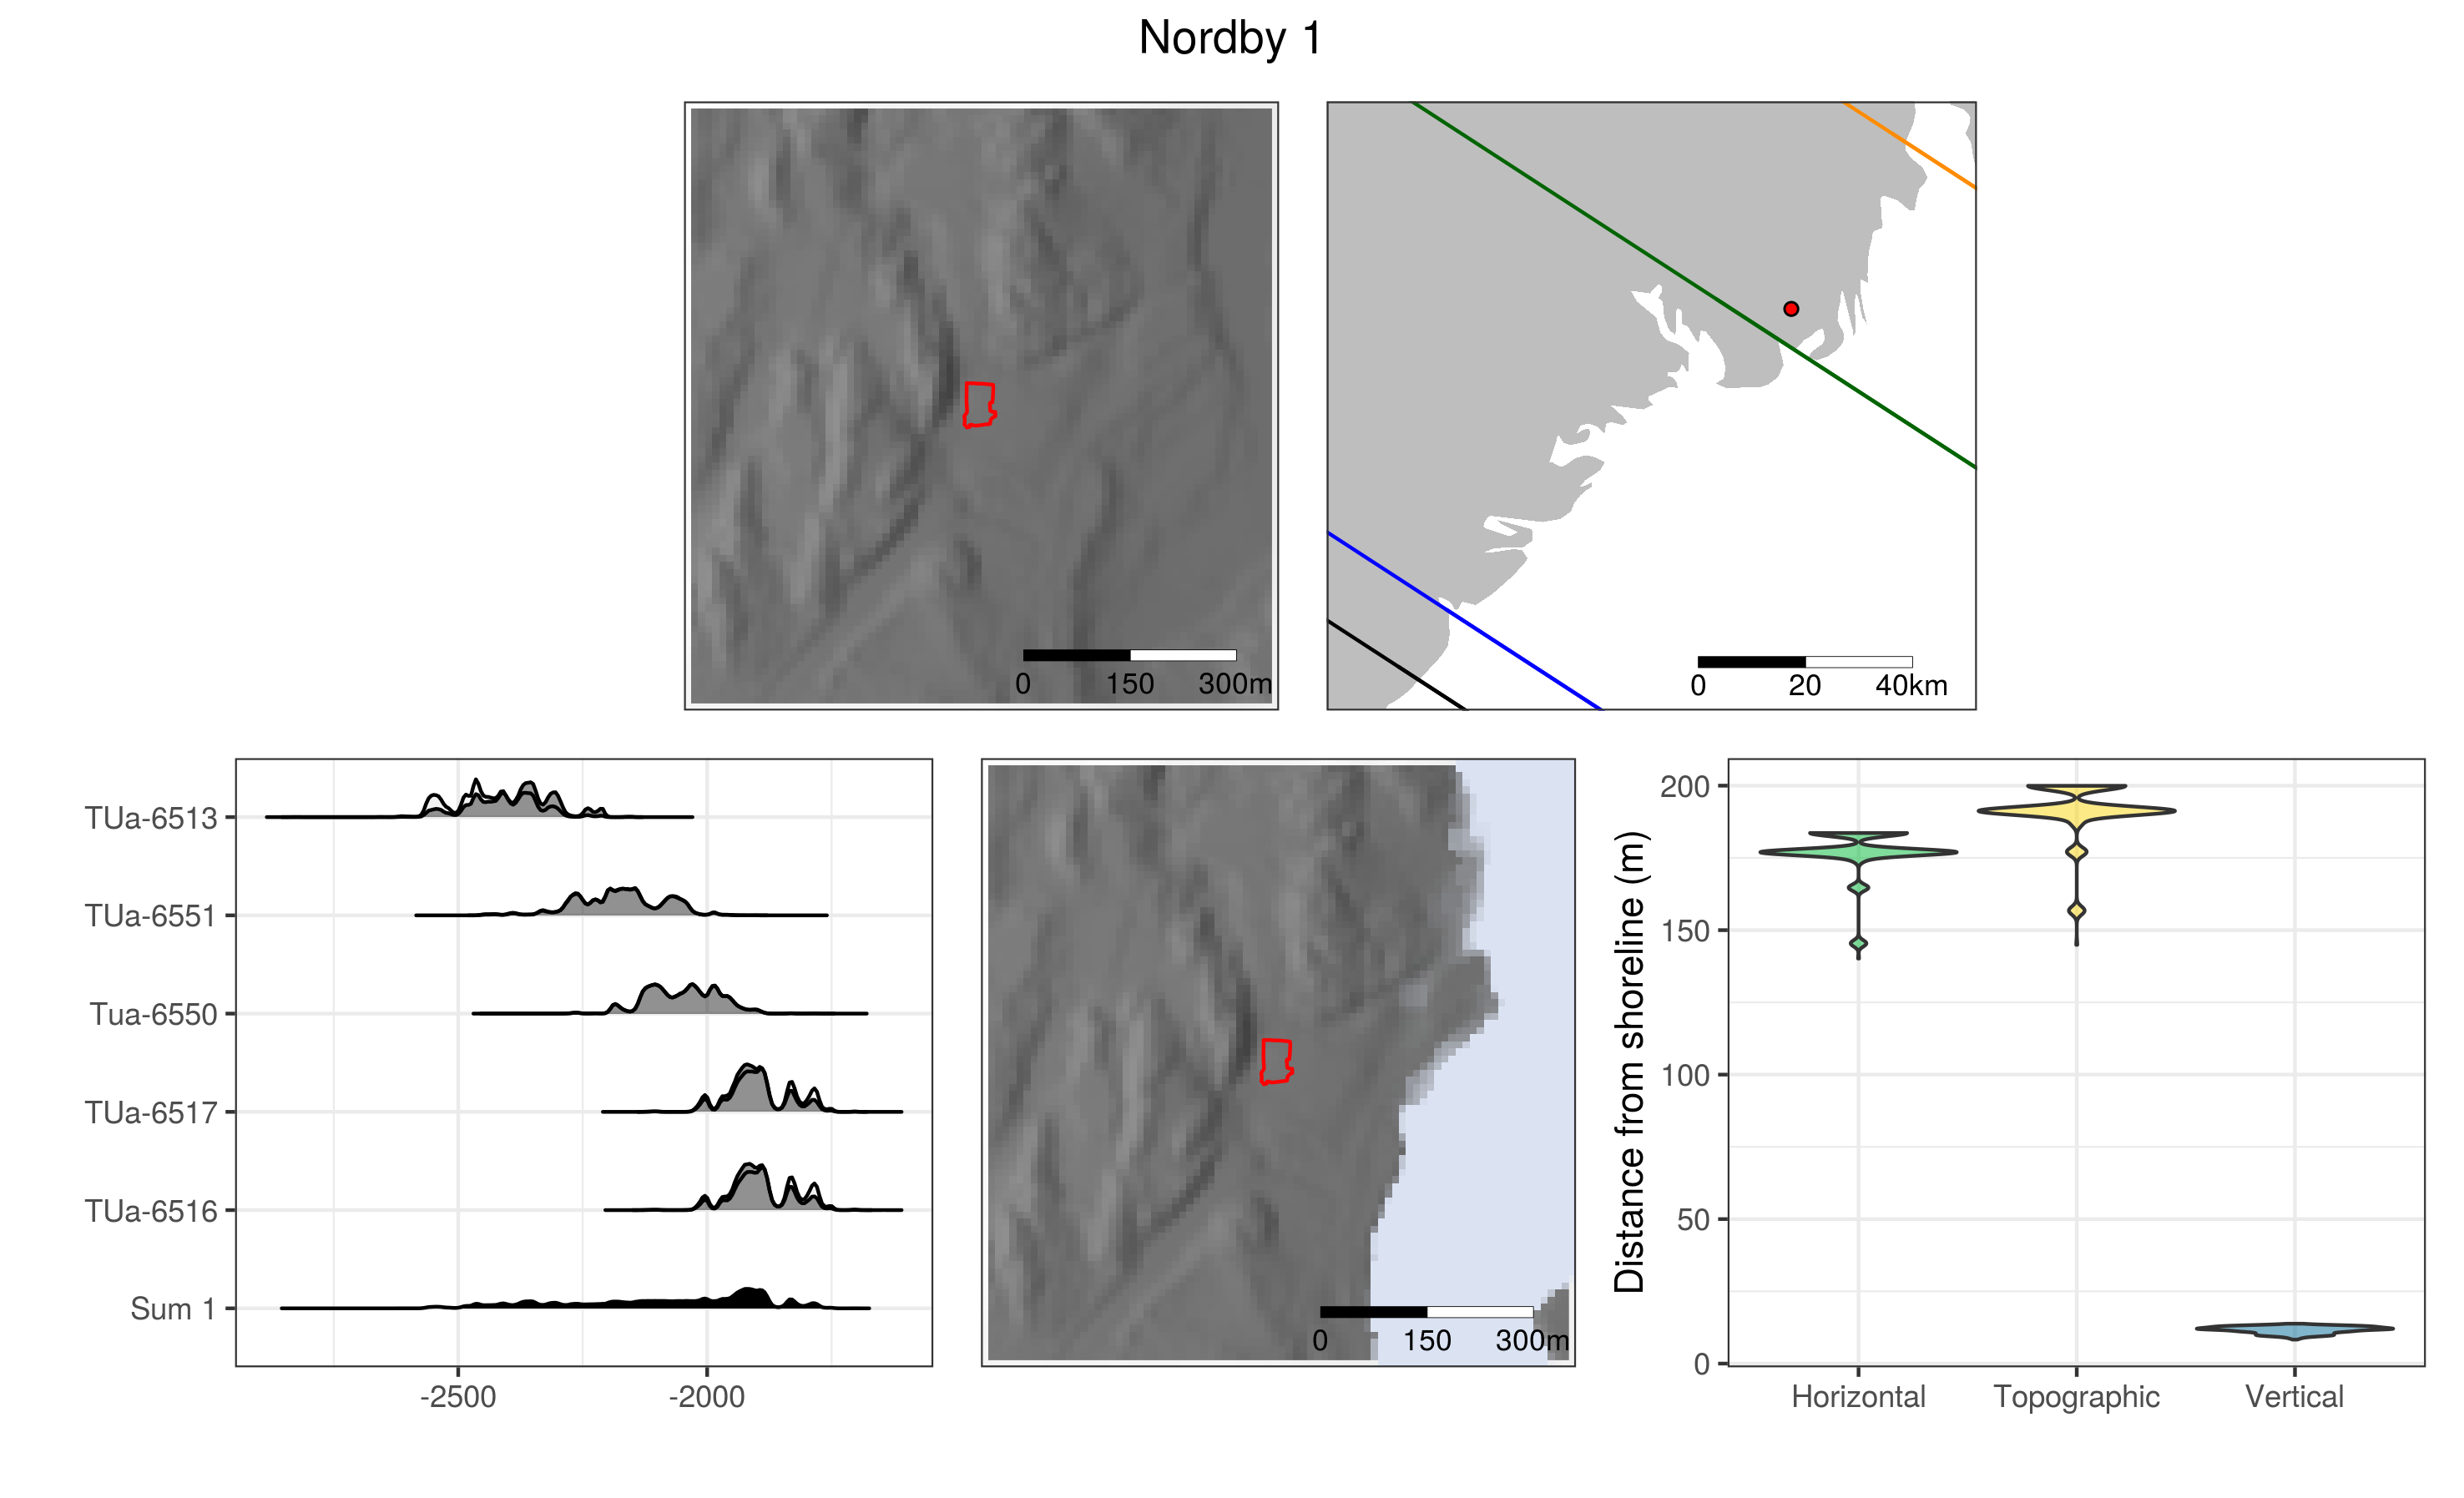 Nordby 1
0 150 300m
0 20 40km
TUa-6513
TUa-6551
Tua-6550
TUa-6517
TUa-6516
Sum 1
-2500 -2000
0 150 300m
Distance from shoreline (m)
200
150
100
50
0
Horizontal Topographic Vertical